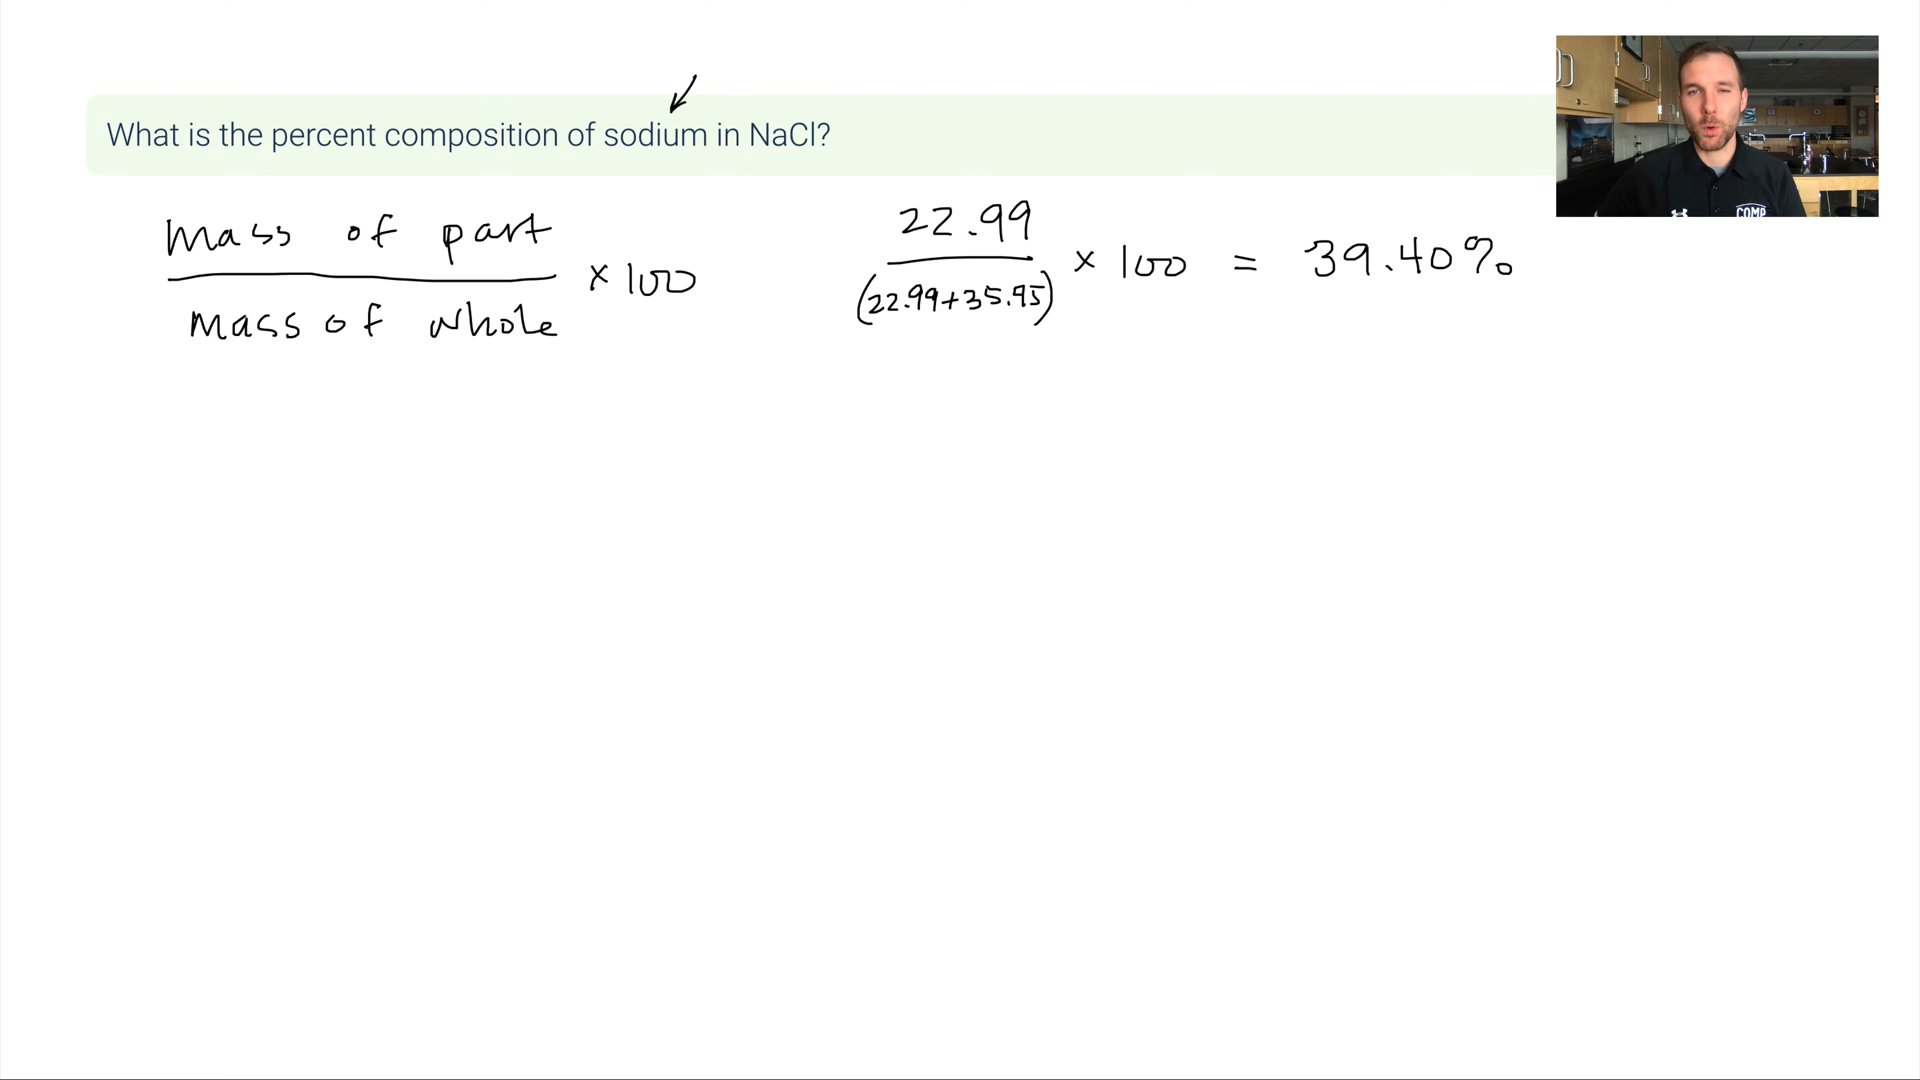 What is the percent composition of sodium in NaCl?
mass of part
mass of whole
× 100
22.99
(22.99+35.95)
× 100 = 39.40%
COMP